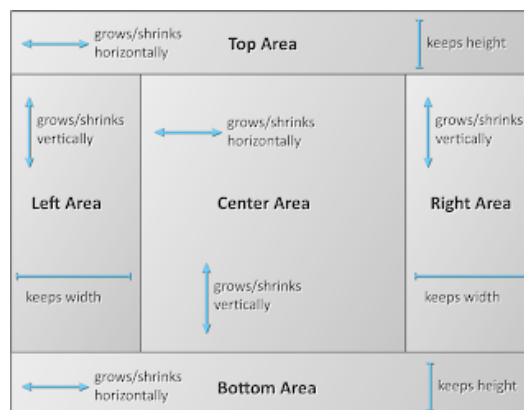 grows/shrinks
horizontally
Top Area
keeps height
grows/shrinks
vertically
grows/shrinks
horizontally
grows/shrinks
vertically
Left Area
Center Area
Right Area
keeps width
grows/shrinks
vertically
keeps width
grows/shrinks
horizontally
Bottom Area
keeps height